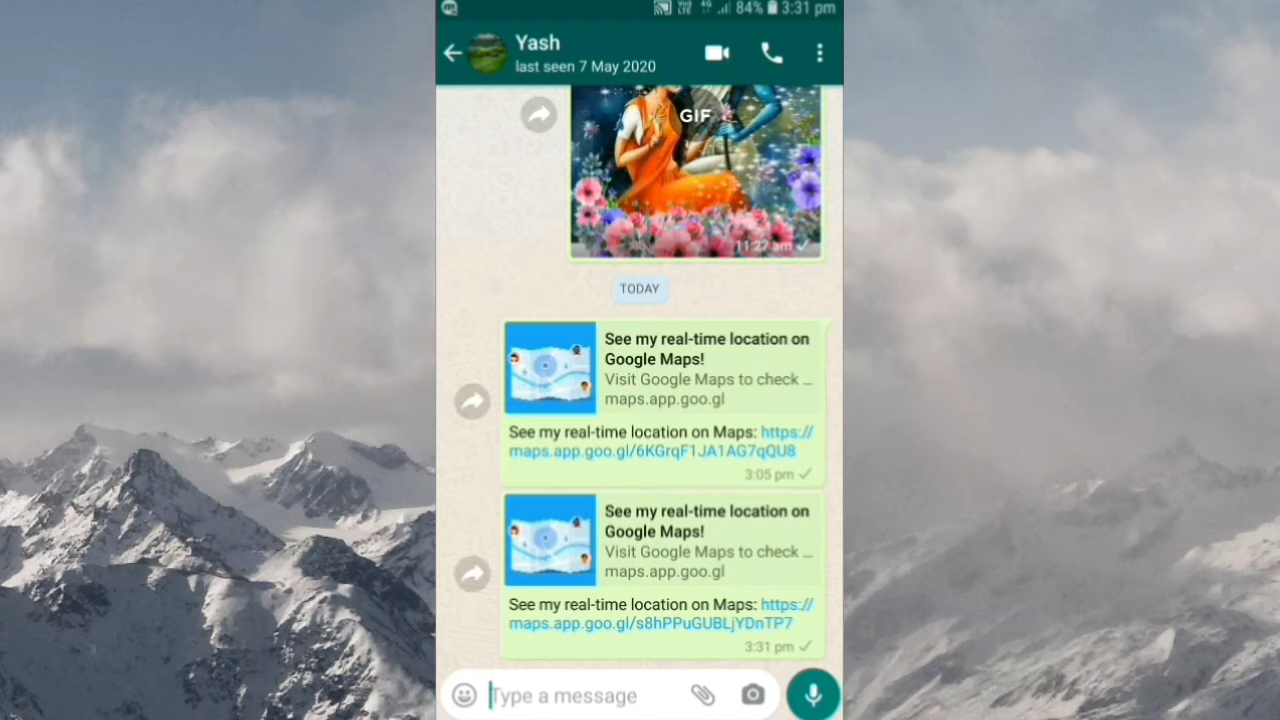 84% 3:31 pm
Yash
last seen 7 May 2020
GIF
11:27 am
TODAY
See my real-time location on
Google Maps!
Visit Google Maps to check ...
maps.app.goo.gl
See my real-time location on Maps: https://
maps.app.goo.gl/6KGrqF1JA1AG7qQU8
3:05 pm
See my real-time location on
Google Maps!
Visit Google Maps to check ...
maps.app.goo.gl
See my real-time location on Maps: https://
maps.app.goo.gl/s8hPPuGUBLjYDnTP7
3:31 pm
Type a message